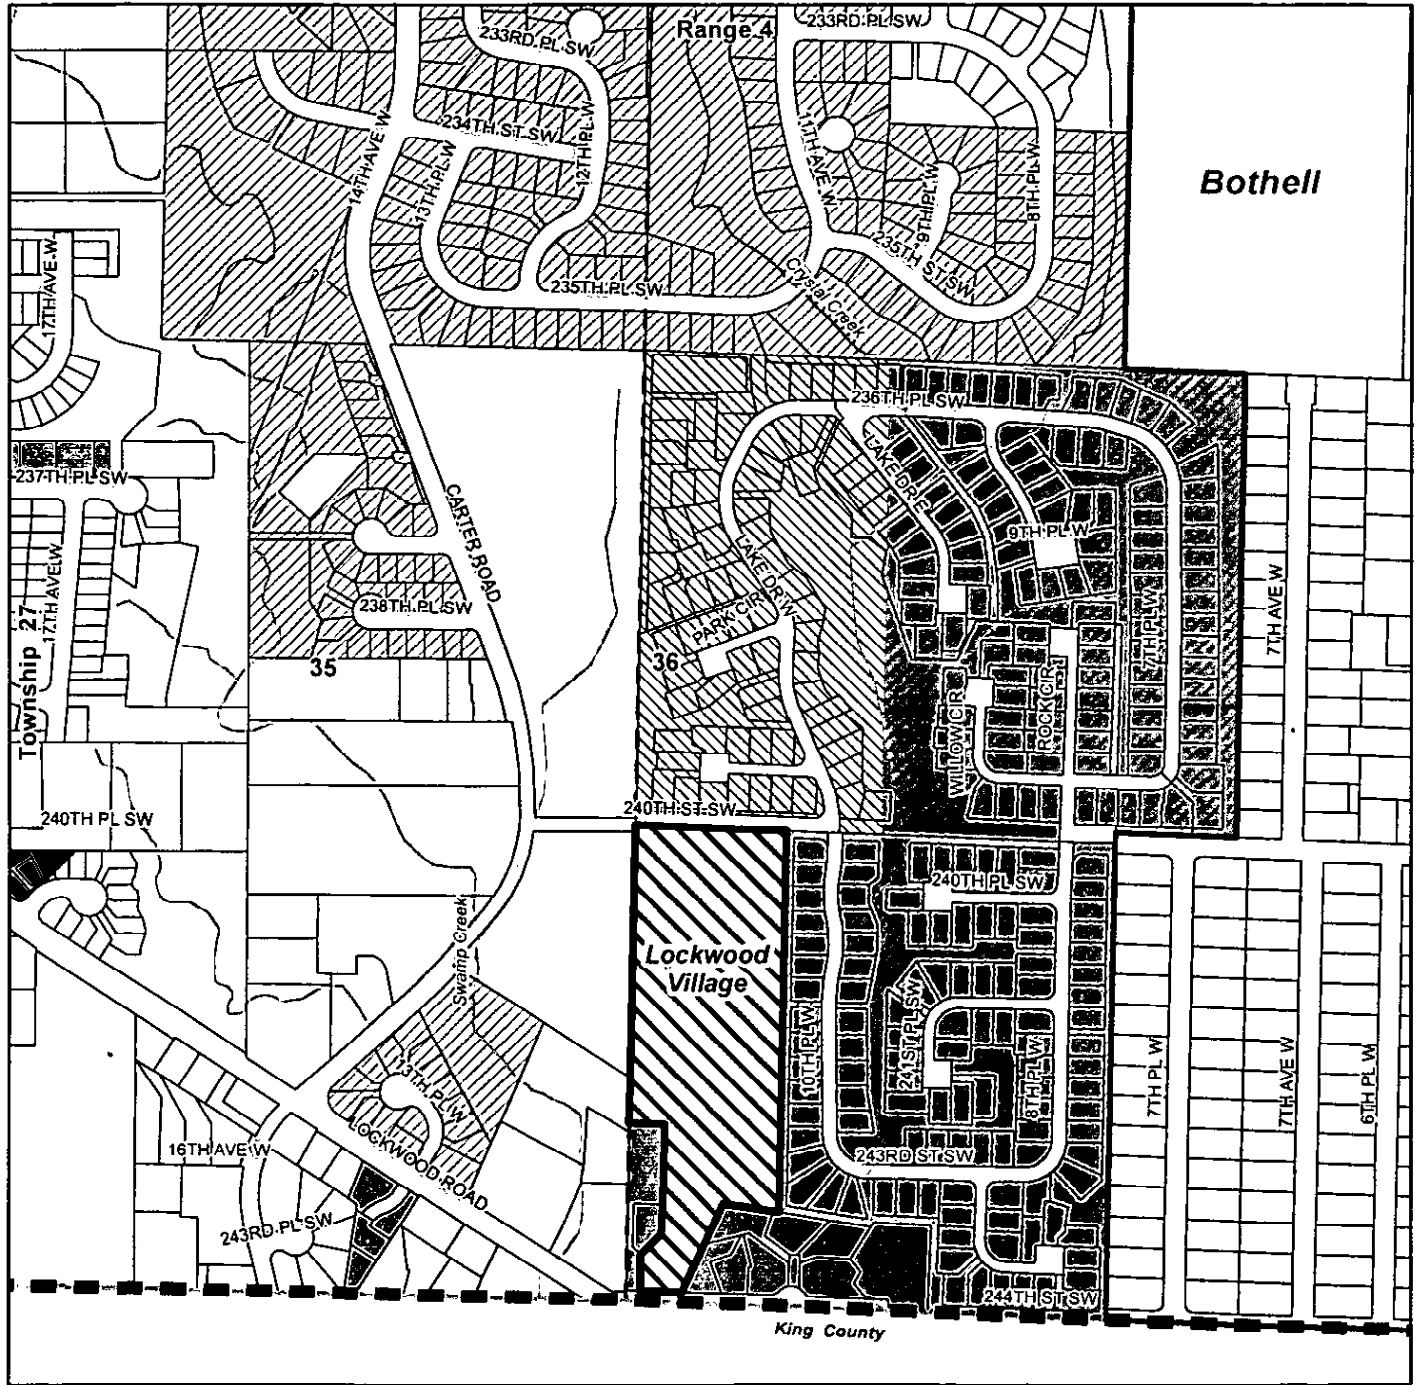 233RD PL SW
Range 4
233RD PL SW
Bothell
14TH AVE W
234TH ST SW
13TH PL W
12TH PL W
11TH AVE W
9TH PL W
8TH PL W
235TH ST SW
17TH AVE W
235TH PL SW
Crystal Creek
236TH PL SW
LAKE DR E
237TH PL SW
CARTER ROAD
9TH PL W
17TH AVE W
LAKE DR W
7TH PL W
7TH AVE W
238TH PL SW
PARK CIR
Township 27
35
36
WILLOW CIR
ROCK CIR
240TH PL SW
240TH ST SW
240TH PL SW
Swamp Creek
Lockwood
Village
10TH PL W
241ST PL SW
8TH PL W
7TH PL W
7TH AVE W
6TH PL W
13TH PL W
16TH AVE W
LOCKWOOD ROAD
243RD ST SW
243RD PL SW
244TH ST SW
King County